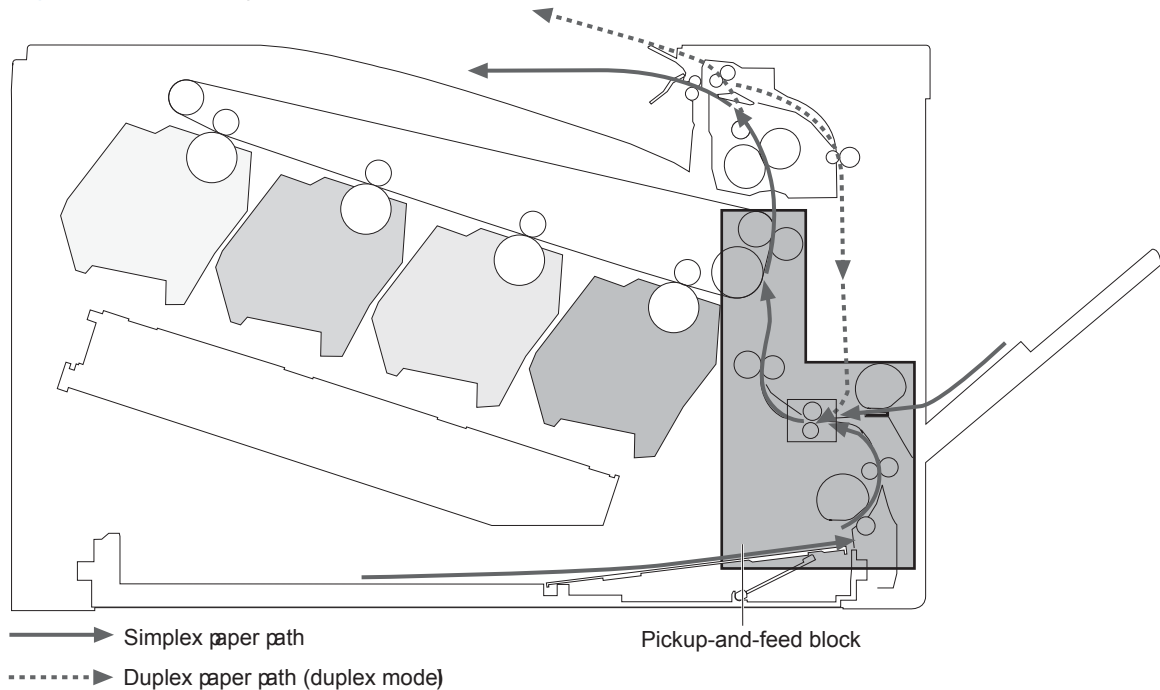 Simplex paper path
Pickup-and-feed block
Duplex paper path (duplex mode)